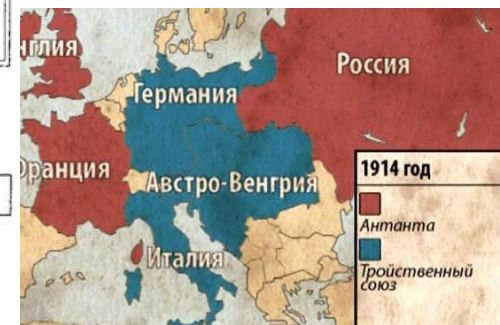 нглия
Россия
Германия
ранция
Австро-Венгрия
Италия
1914 год
Антанта
Тройственный
союз